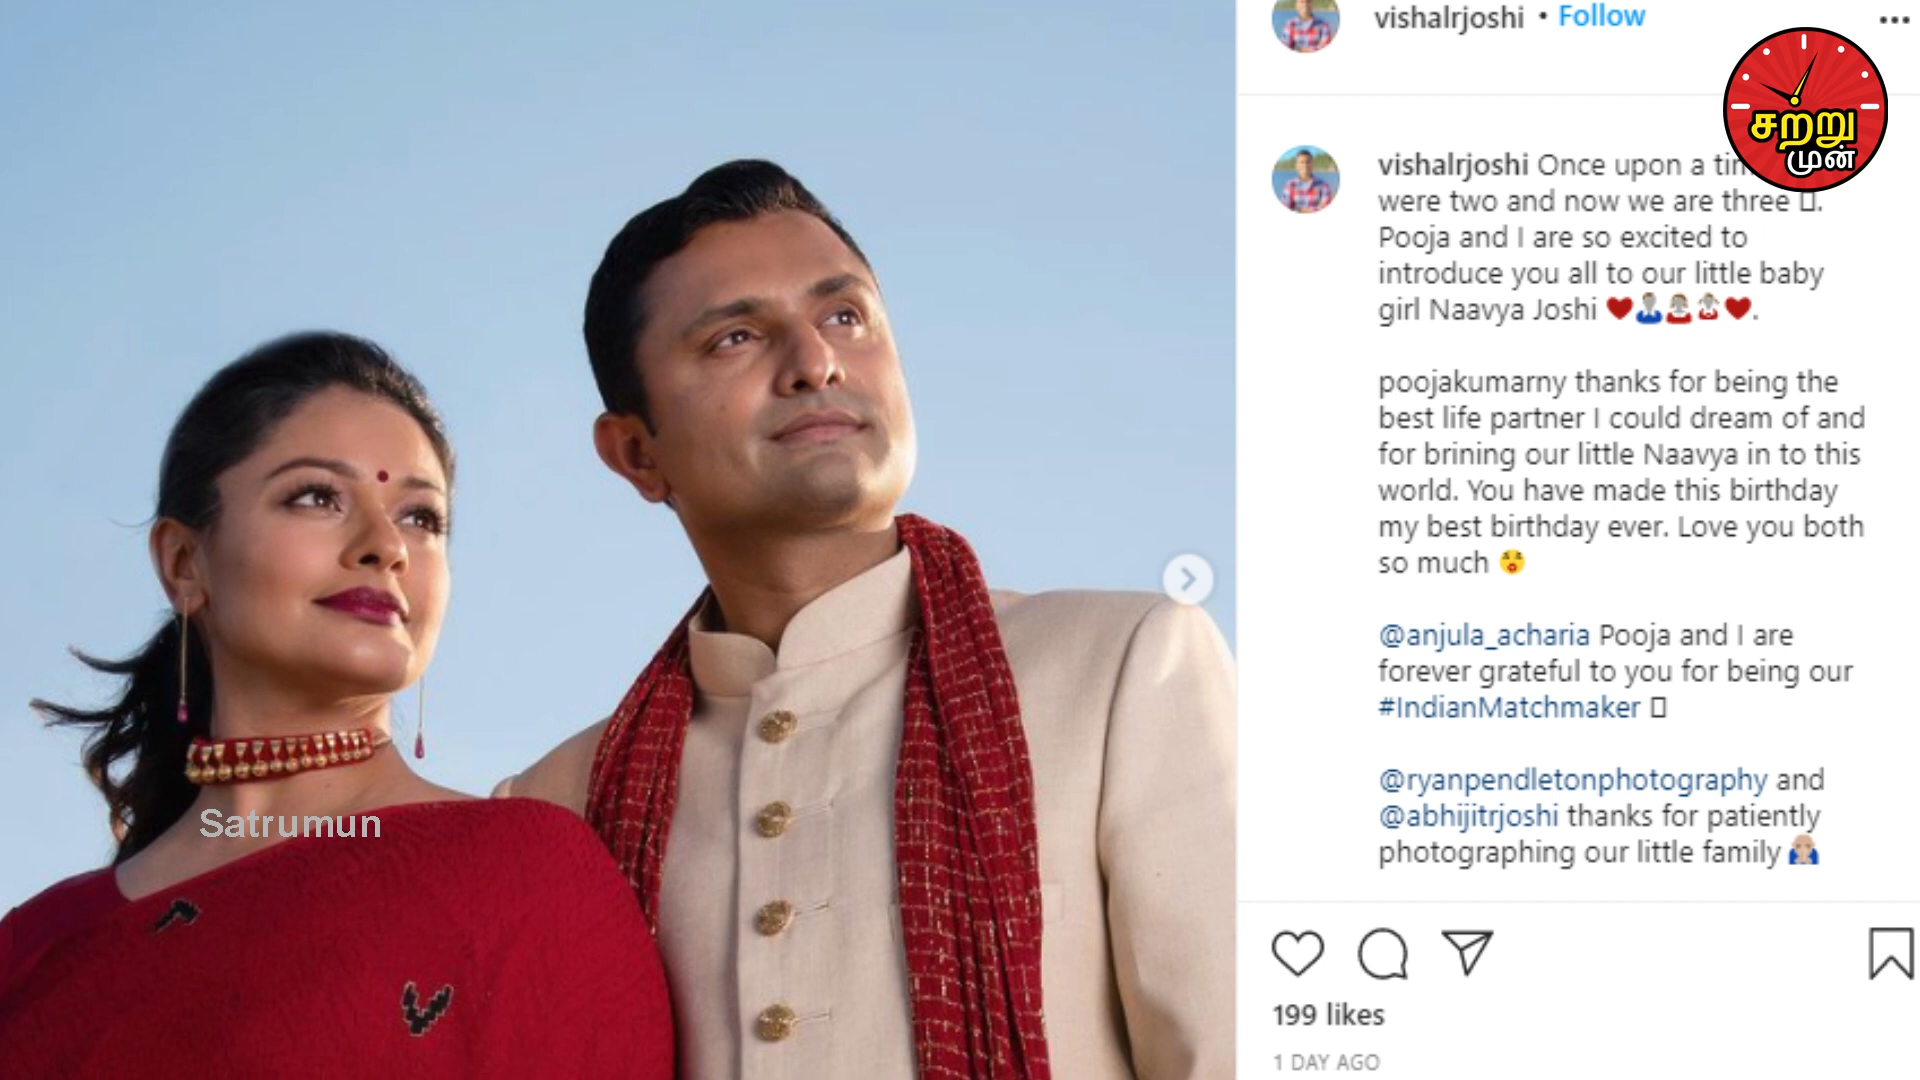 vishalrjoshi • Follow
சற்று
முன்
vishalrjoshi Once upon a
were two and now we are three.
Pooja and I are so excited to
introduce you all to our little baby
girl Naavya Joshi ❤️.
poojakumarny thanks for being the
best life partner I could dream of and
for brining our little Naavya in to this
world. You have made this birthday
my best birthday ever. Love you both
so much
@anjula_acharia Pooja and I are
forever grateful to you for being our
#IndianMatchmaker
@ryanpendletonphotography and
@abhijitrjoshi thanks for patiently
photographing our little family
199 likes
1 DAY AGO
Satrumun